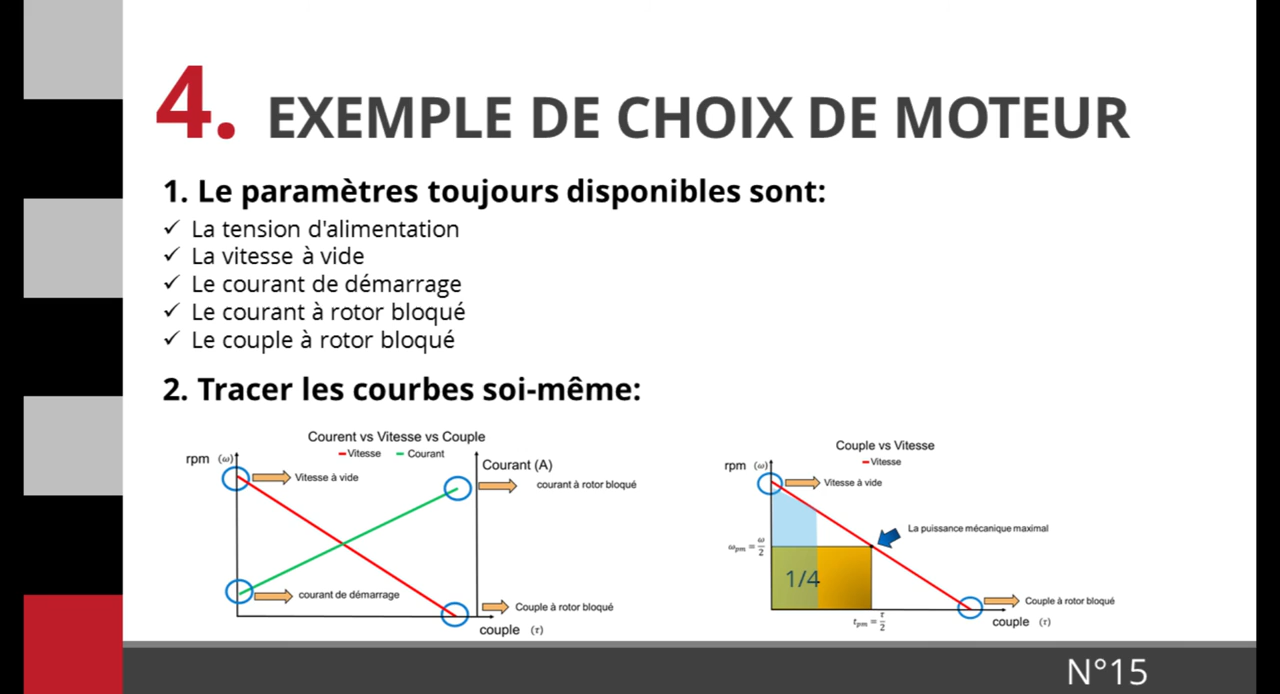 4. EXEMPLE DE CHOIX DE MOTEUR
1. Le paramètres toujours disponibles sont:
✓ La tension d'alimentation
✓ La vitesse à vide
✓ Le courant de démarrage
✓ Le courant à rotor bloqué
✓ Le couple à rotor bloqué
2. Tracer les courbes soi-même:
Courent vs Vitesse vs Couple
Vitesse Courant
rpm (ω)
Courant (A)
Vitesse à vide
courant à rotor bloqué
courant de démarrage
Couple à rotor bloqué
couple (τ)
Couple vs Vitesse
Vitesse
rpm (ω)
Vitesse à vide
La puissance mécanique maximal
ω_pm = ω/2
1/4
Couple à rotor bloqué
t_pm = τ/2
couple (τ)
N°15